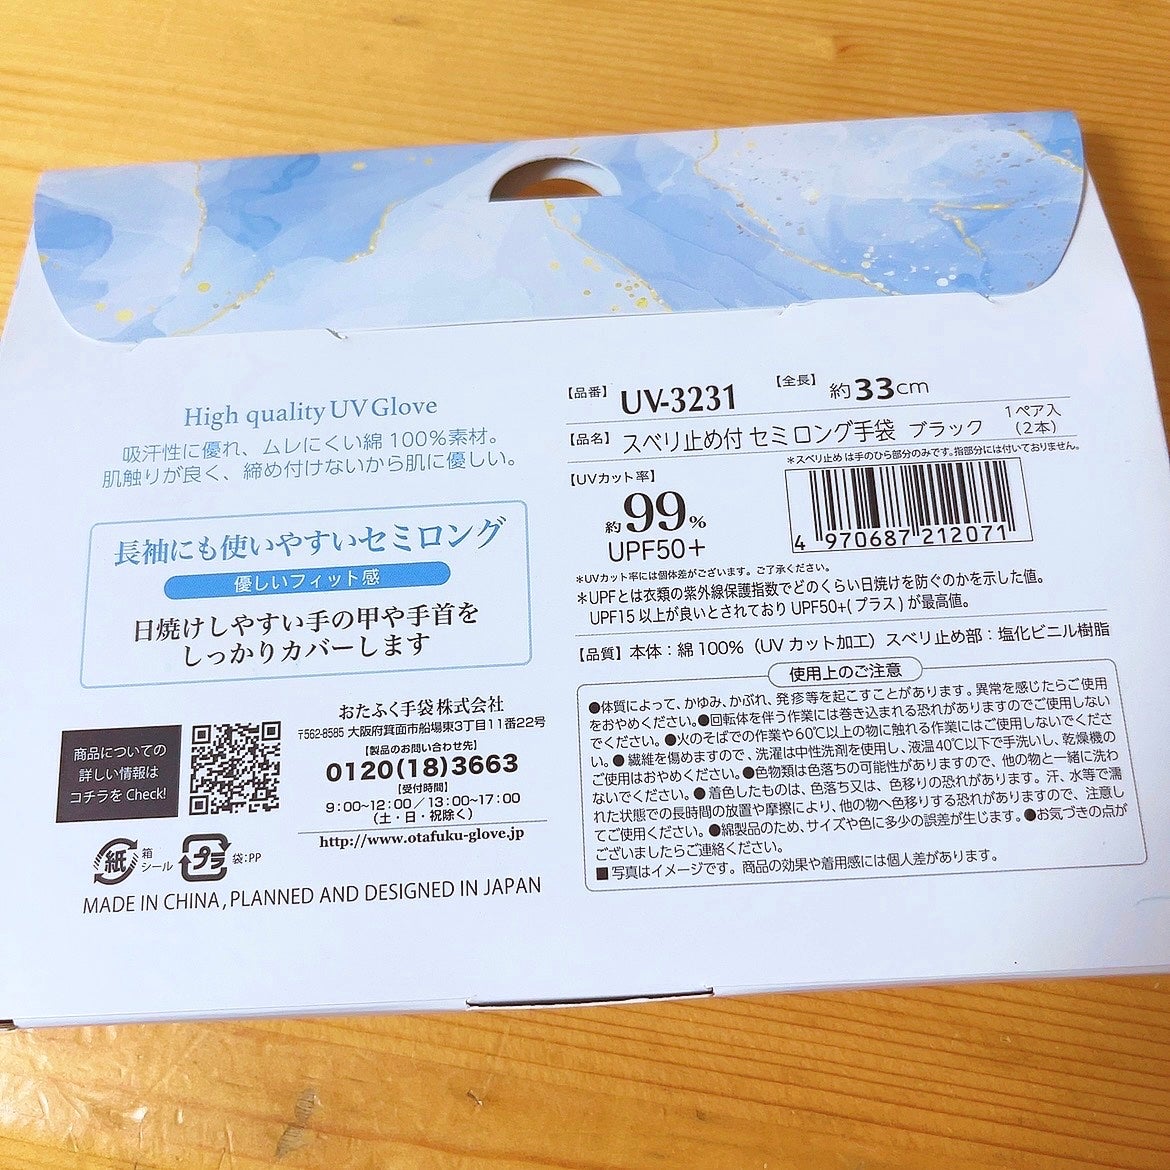 High quality UV Glove
吸汗性に優れ、ムレにくい綿100%素材。
肌触りが良く、締め付けないから肌に優しい。
長袖にも使いやすいセミロング
優しいフィット感
日焼けしやすい手の甲や手首を
しっかりカバーします
商品についての
詳しい情報は
コチラをCheck!
おたふく手袋株式会社
〒562-8585 大阪府箕面市船場東3丁目11番22号
【製品のお問い合わせ先】
0120(18)3663
【受付時間】
9:00~12:00/13:00~17:00
(土・日・祝除く)
http://www.otafuku-glove.jp
紙 箱 シール
プラ 袋:PP
MADE IN CHINA,PLANNED AND DESIGNED IN JAPAN
【品番】 UV-3231 【全長】 約33cm
【品名】 スベリ止め付 セミロング手袋 ブラック 1ペア入 (2本)
*スベリ止めは手のひら部分のみです。指部分には付いておりません。
【UVカット率】
約99%
UPF50+
4 970687 212071
*UVカット率には個体差がございます。ご了承ください。
*UPFとは衣類の紫外線保護指数でどのくらい日焼けを防ぐのかを示した値。
UPF15以上が良いとされておりUPF50+(プラス)が最高値。
【品質】本体:綿100%(UVカット加工)スベリ止め部:塩化ビニル樹脂
使用上のご注意
●体質によって、かゆみ、かぶれ、発疹等を起こすことがあります。異常を感じたらご使用
をおやめください。●回転体を伴う作業には巻き込まれる恐れがありますのでご使用しない
でください。●火のそばでの作業や60℃以上の物に触れる作業にはご使用しないでくださ
い。●繊維を傷めますので、洗濯は中性洗剤を使用し、液温40℃以下で手洗いし、乾燥機の
ご使用はおやめください。●色物類は色落ちの可能性がありますので、他の物と一緒に洗わ
ないでください。●着色したものは、色落ち又は、色移りの恐れがあります。汗、水等で濡
れた状態での長時間の放置や摩擦により、他の物へ色移りする恐れがありますので、注意し
てご使用ください。●綿製品のため、サイズや色に多少の誤差が生じます。●お気づきの点が
ございましたらご連絡ください。
■写真はイメージです。商品の効果や着用感には個人差があります。